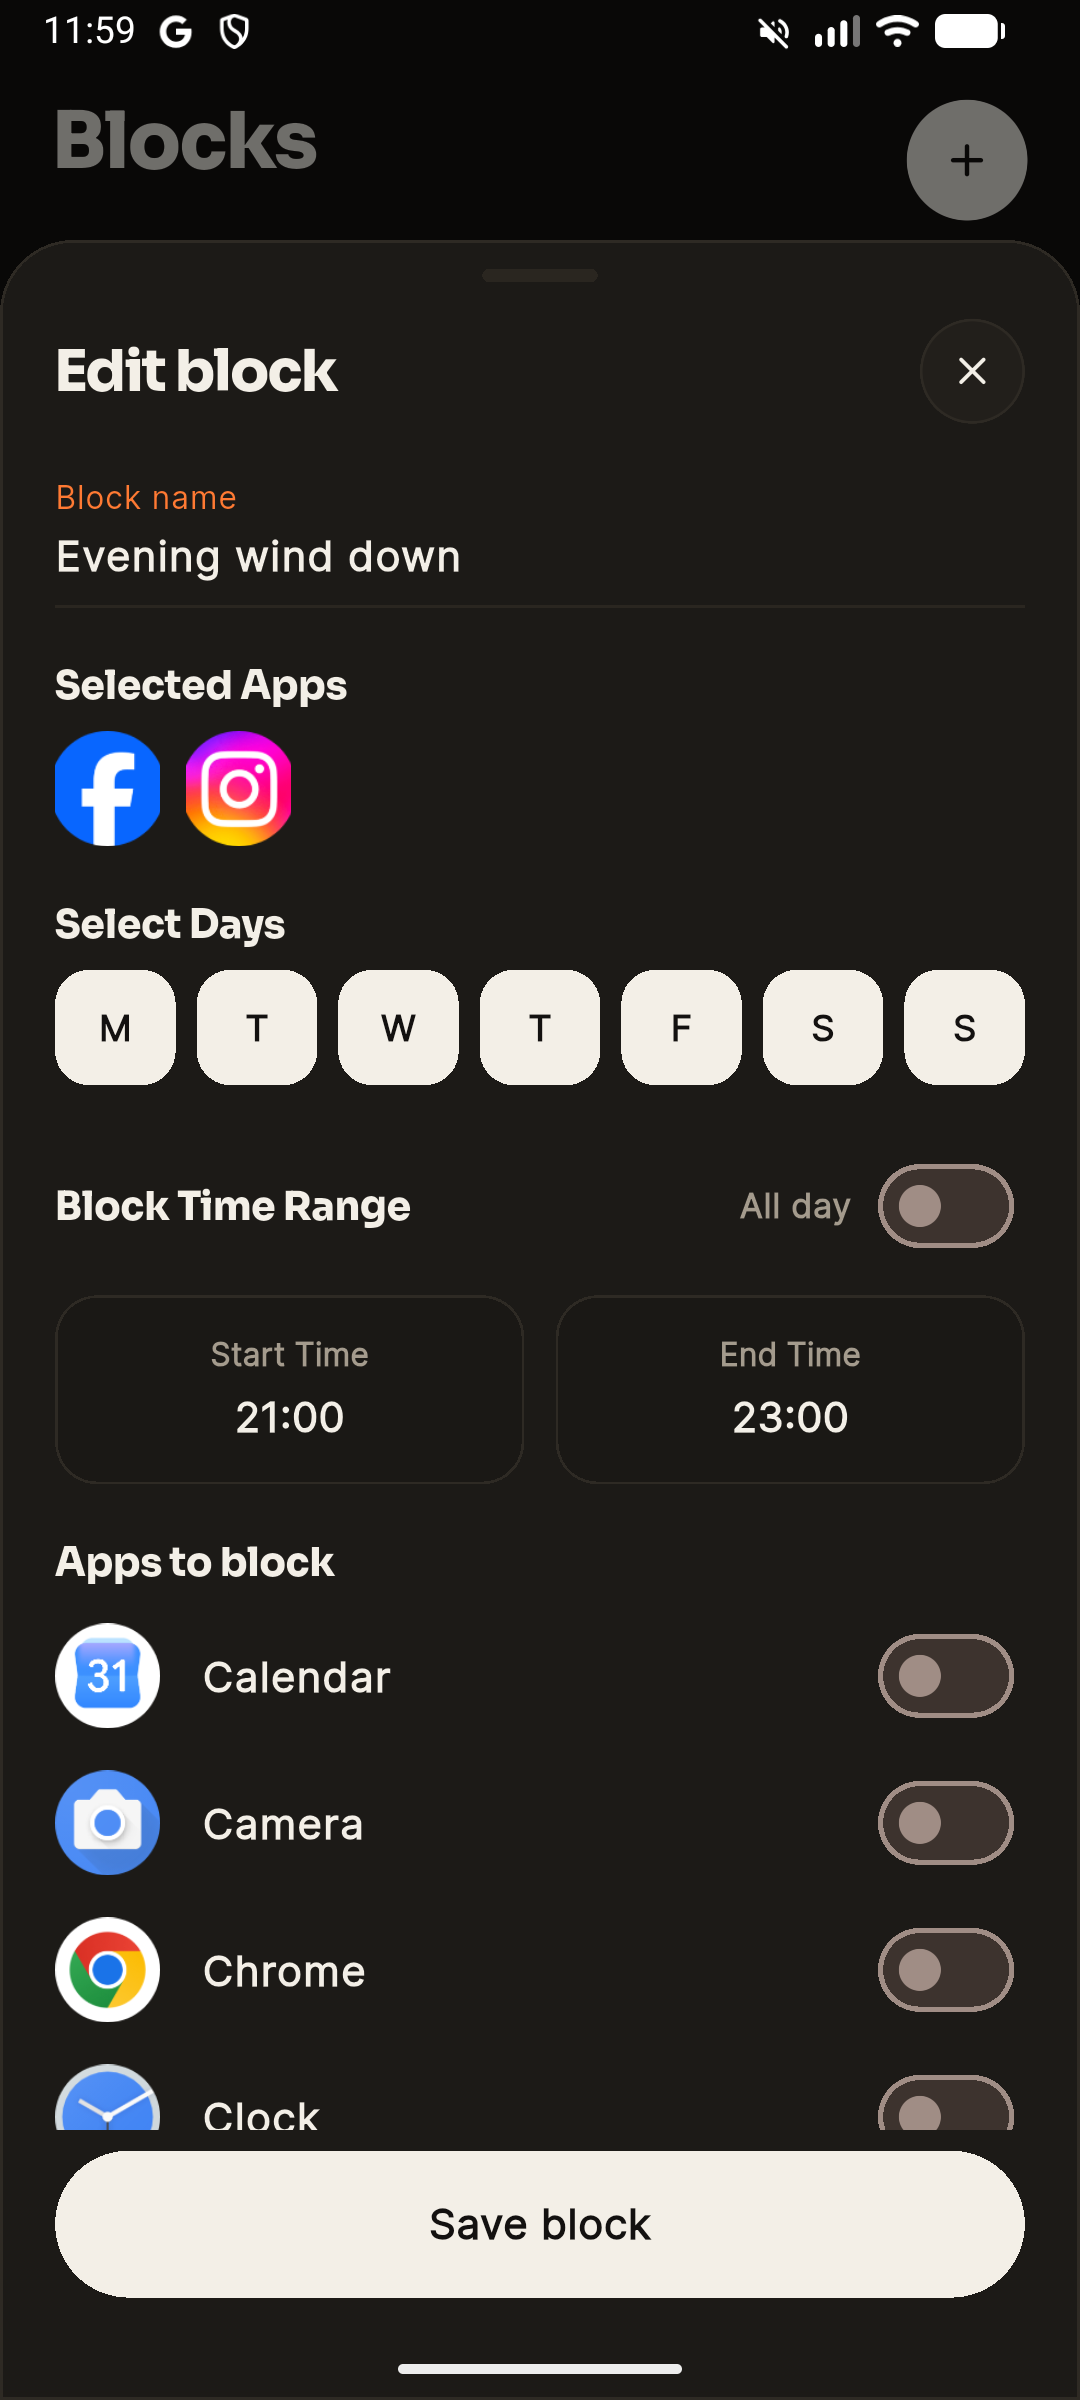 11:59
Blocks
Edit block
Block name
Evening wind down
Selected Apps
Select Days
M T W T F S S
Block Time Range All day
Start Time End Time
21:00 23:00
Apps to block
31 Calendar
Camera
Chrome
Clock
Save block